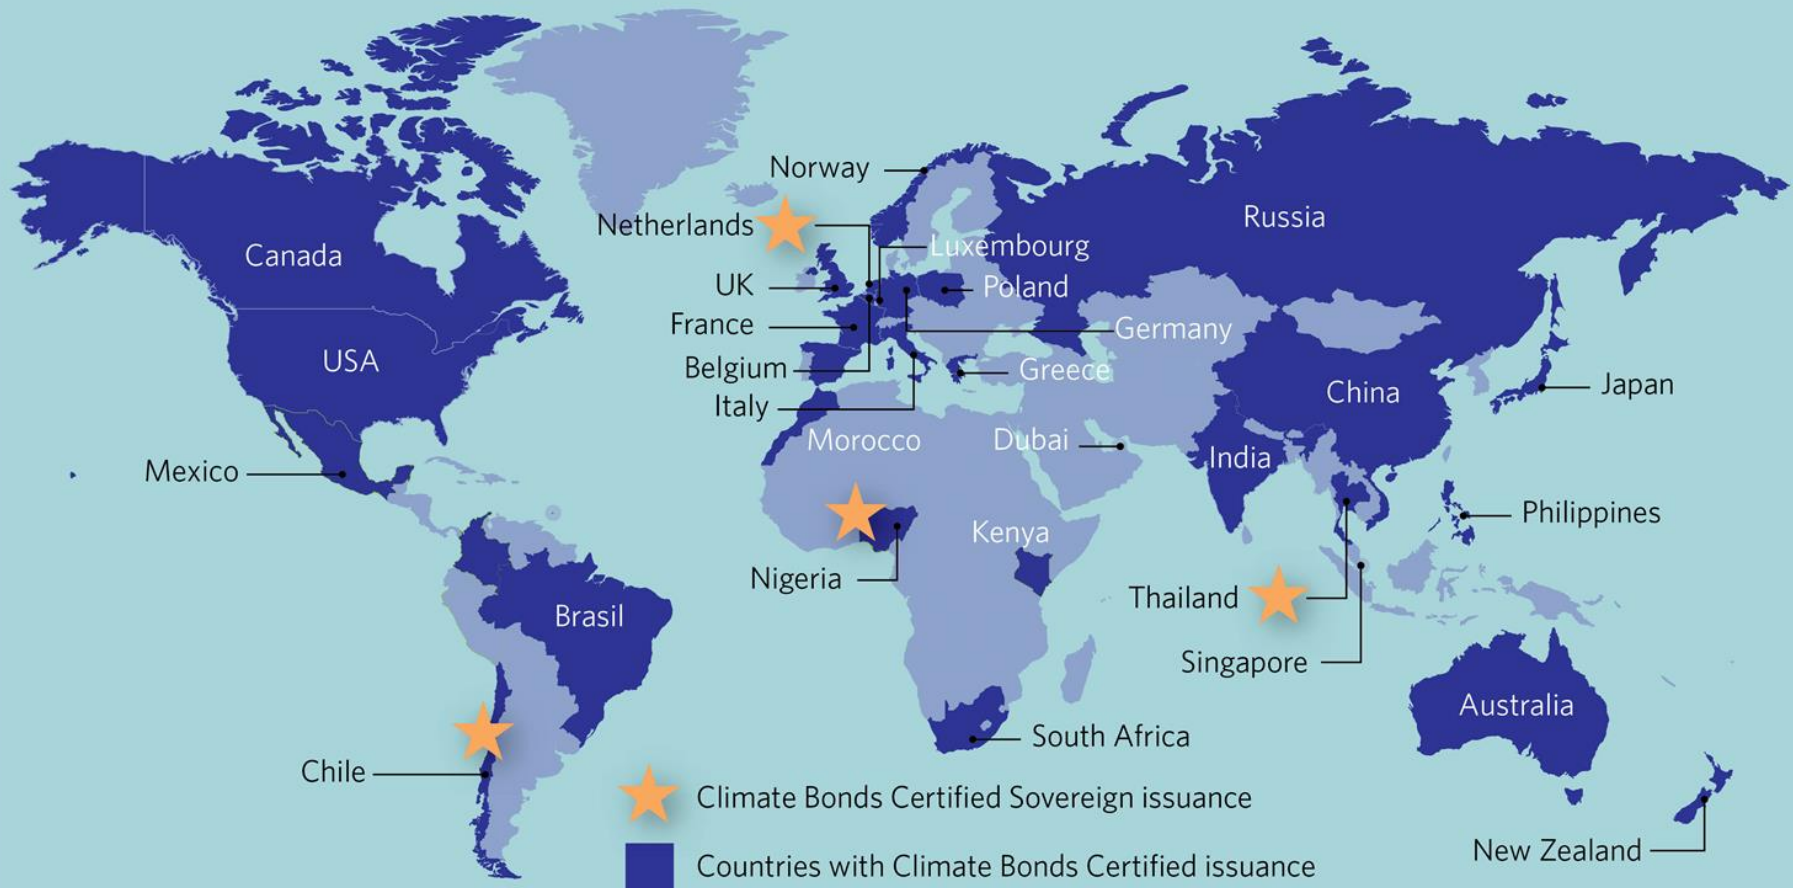 Norway
Netherlands
Luxembourg
Russia
Canada
UK
Poland
France
Germany
USA
Belgium
Greece
Japan
China
Italy
Morocco
Dubai
India
Mexico
Philippines
Kenya
Nigeria
Thailand
Brasil
Singapore
Australia
South Africa
Chile
Climate Bonds Certified Sovereign issuance
New Zealand
Countries with Climate Bonds Certified issuance